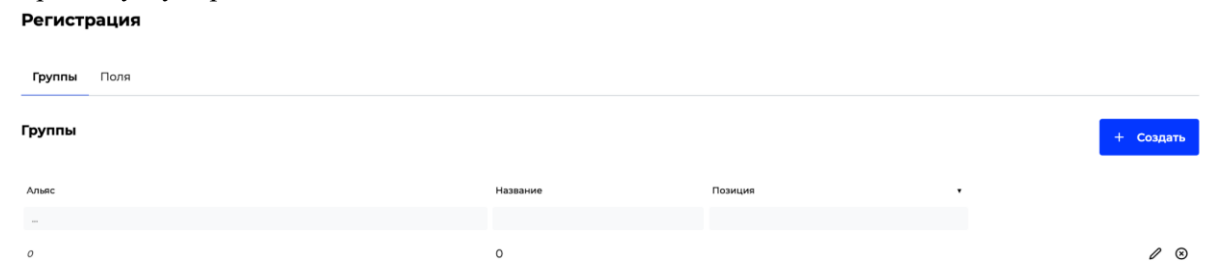 Регистрация
Группы Поля
Группы
+ Создать
Альяс Название Позиция
...
0 0